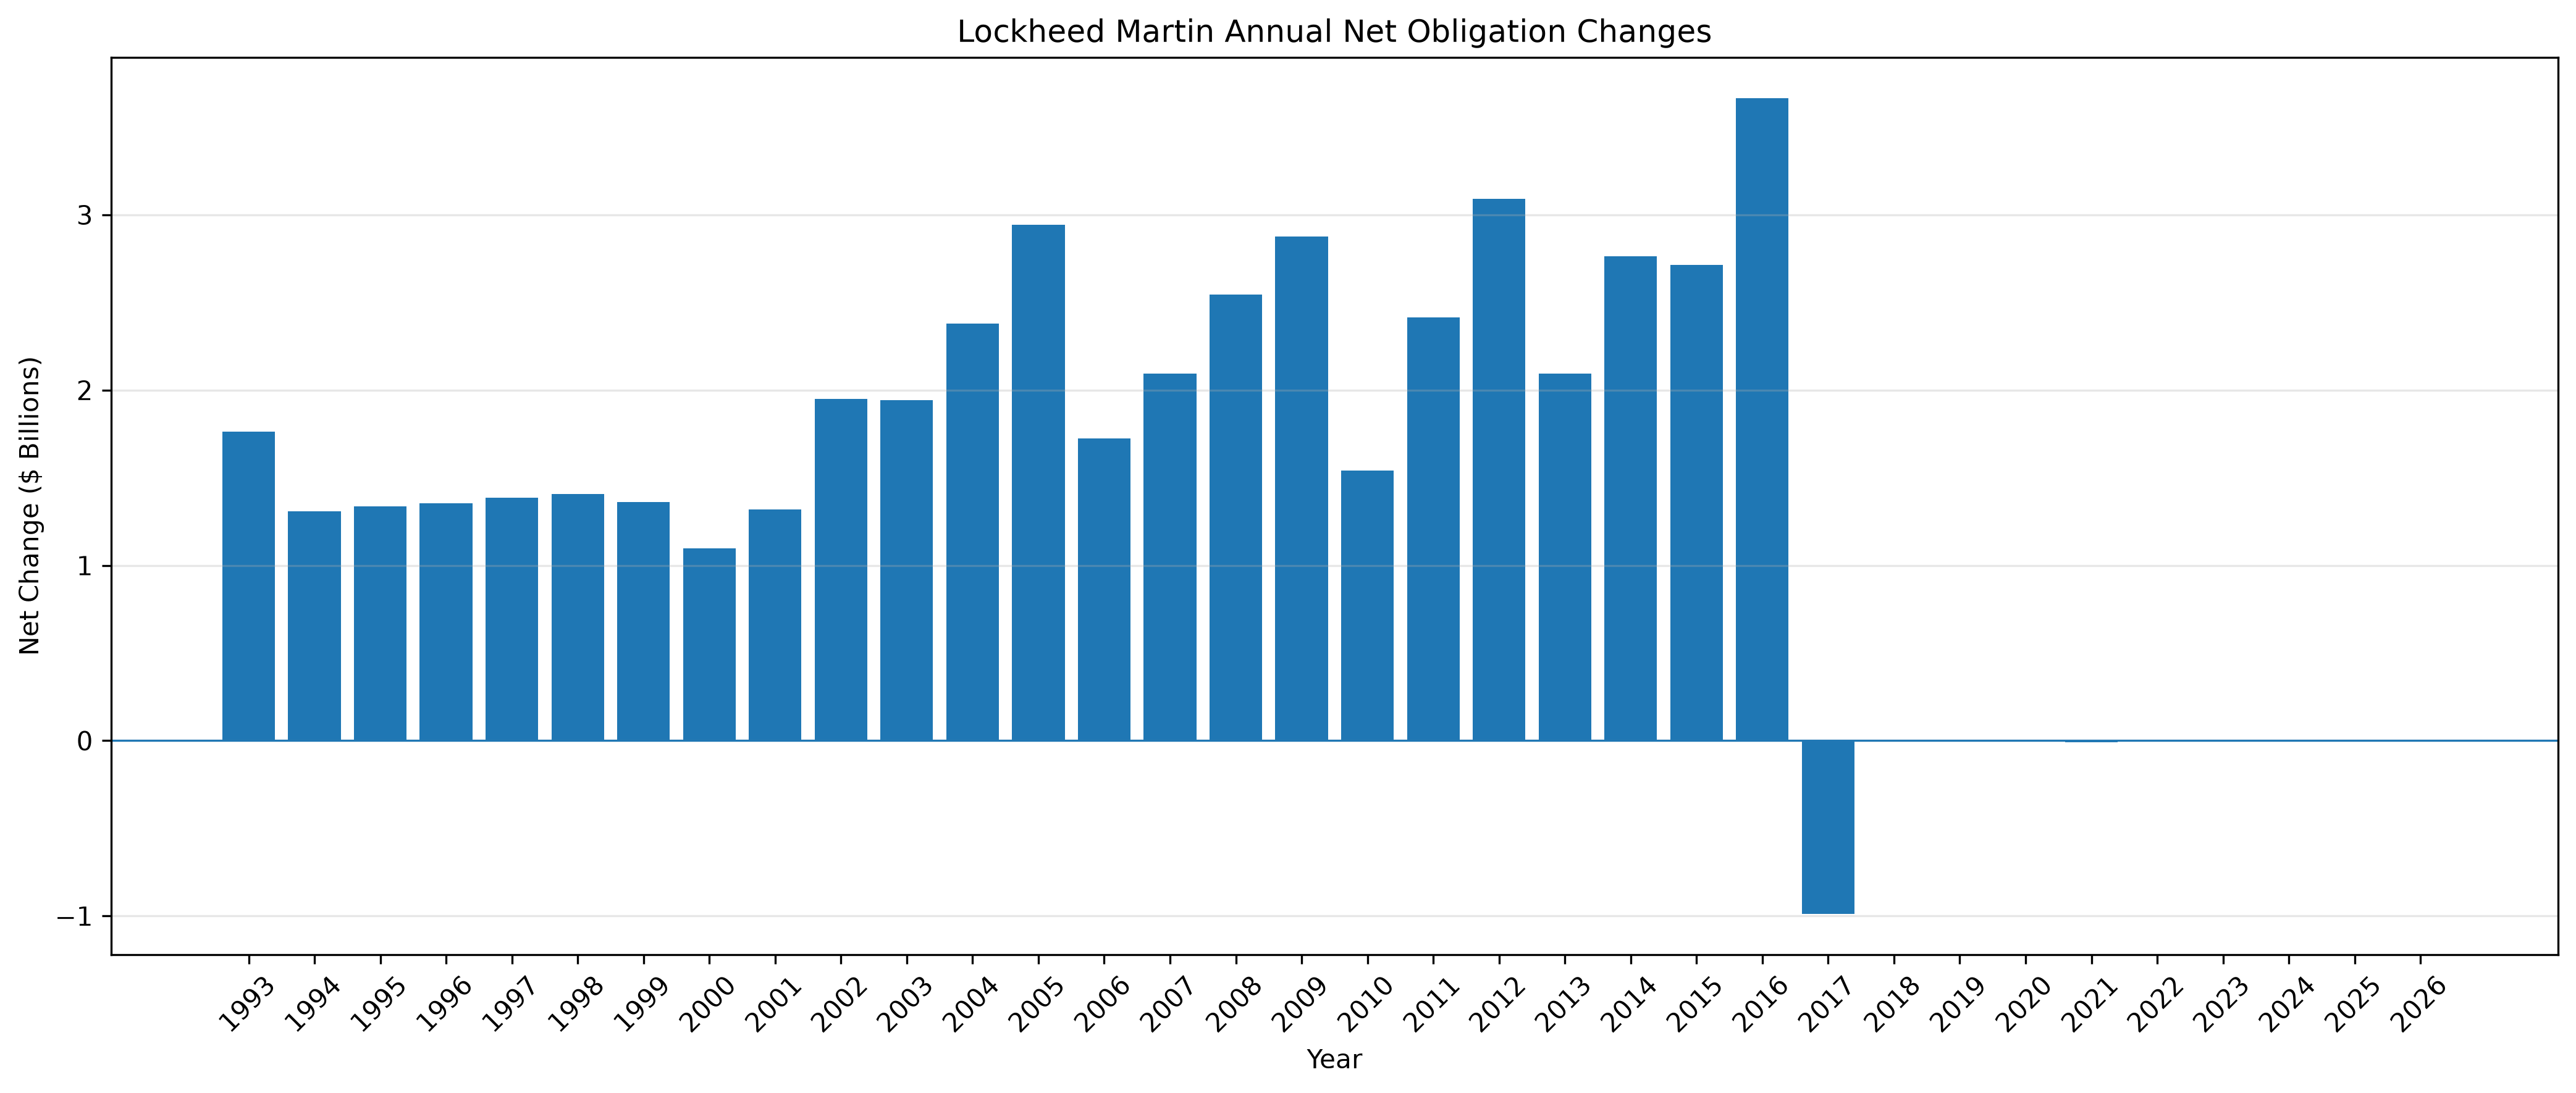 Lockheed Martin Annual Net Obligation Changes
Net Change ($ Billions)
3
2
1
0
−1
1993 1994 1995 1996 1997 1998 1999 2000 2001 2002 2003 2004 2005 2006 2007 2008 2009 2010 2011 2012 2013 2014 2015 2016 2017 2018 2019 2020 2021 2022 2023 2024 2025 2026
Year